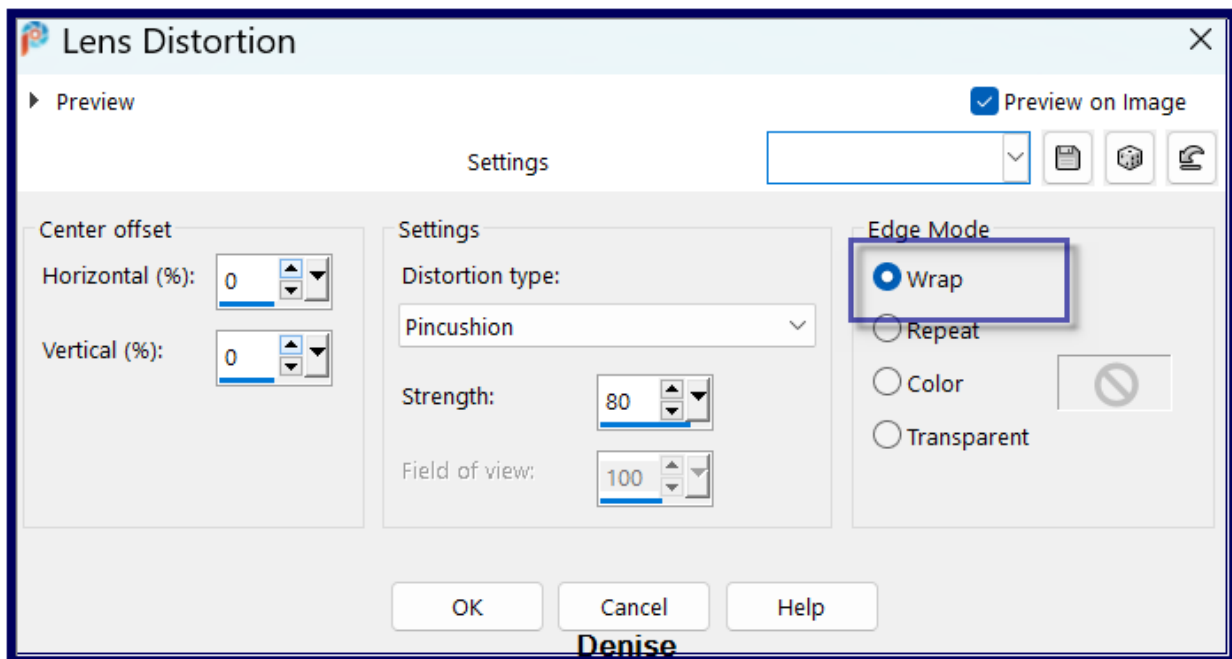 Lens Distortion
Preview
Preview on Image
Settings
Center offset
Horizontal (%): 0
Vertical (%): 0
Settings
Distortion type:
Pincushion
Strength: 80
Field of view: 100
Edge Mode
Wrap
Repeat
Color
Transparent
OK Cancel Help
Denise